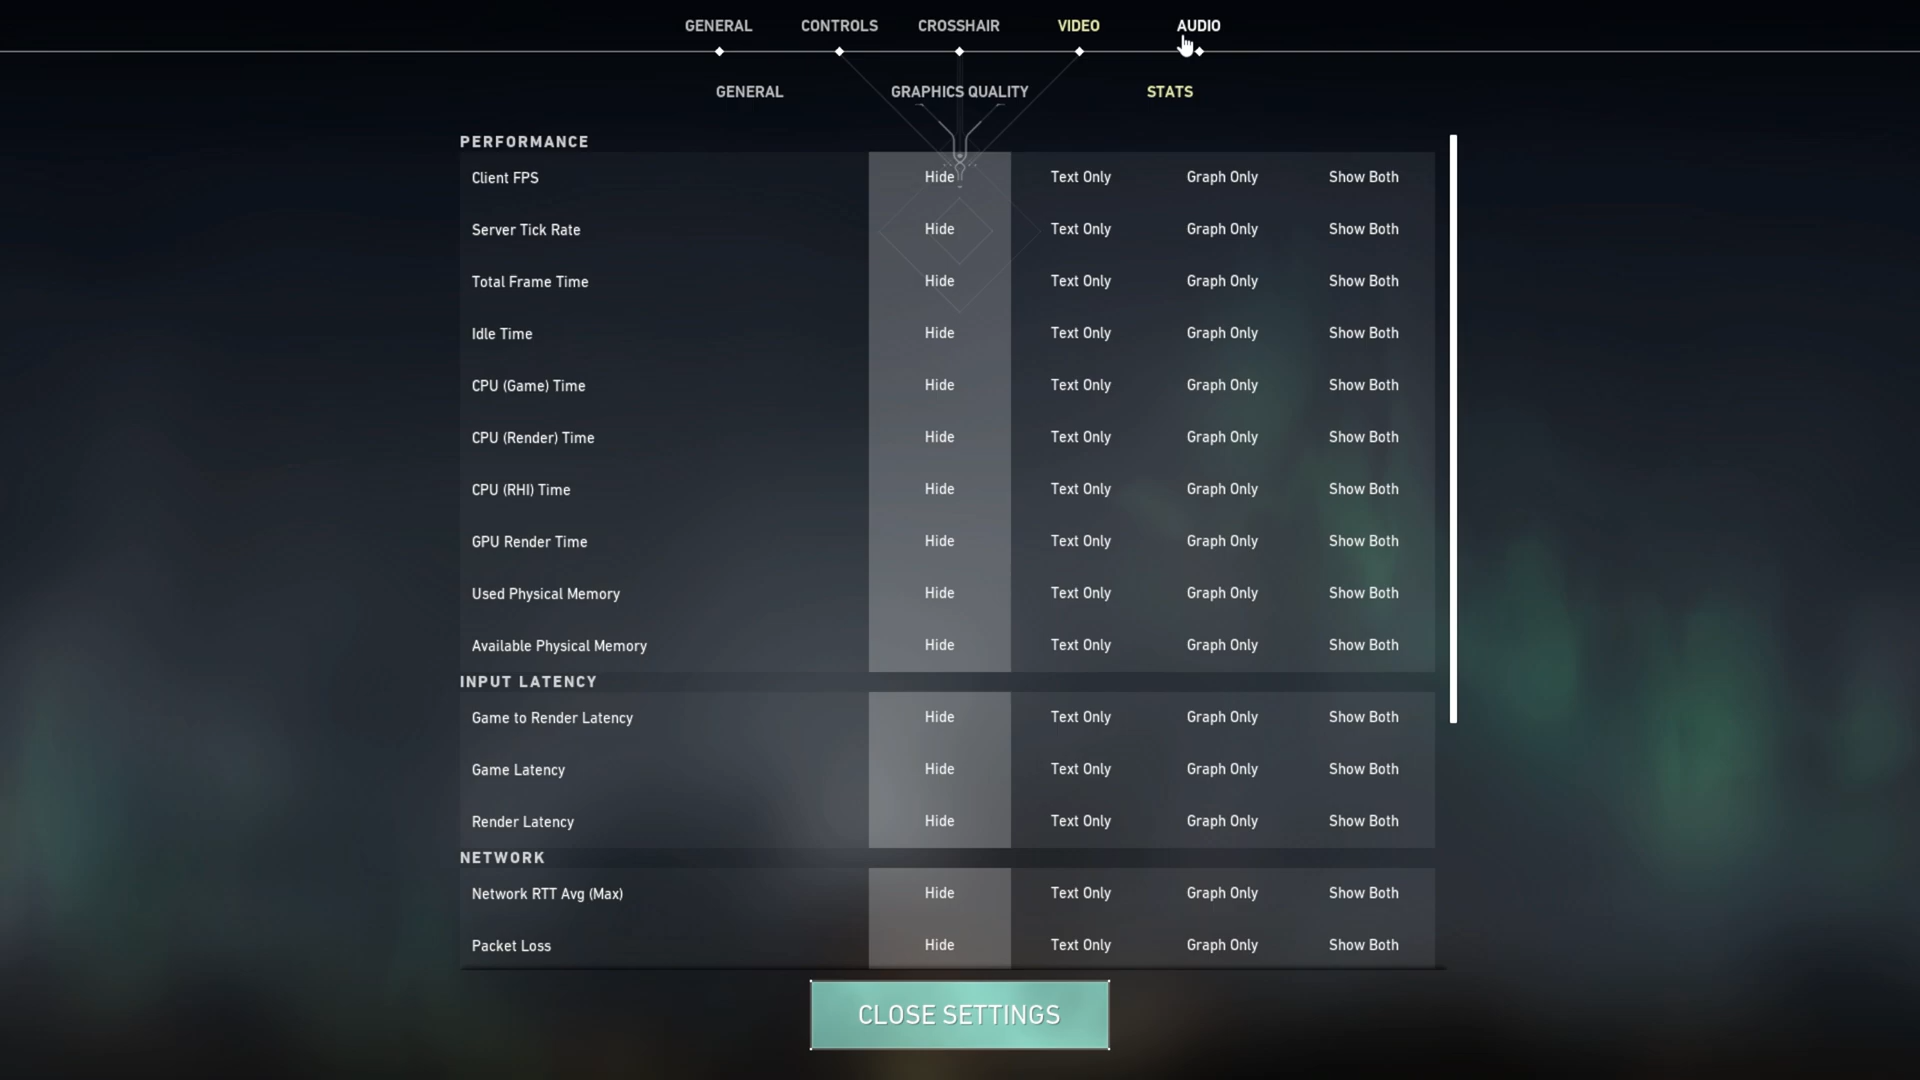 GENERAL CONTROLS CROSSHAIR VIDEO AUDIO
GENERAL GRAPHICS QUALITY STATS
PERFORMANCE
Client FPS Hide Text Only Graph Only Show Both
Server Tick Rate Hide Text Only Graph Only Show Both
Total Frame Time Hide Text Only Graph Only Show Both
Idle Time Hide Text Only Graph Only Show Both
CPU (Game) Time Hide Text Only Graph Only Show Both
CPU (Render) Time Hide Text Only Graph Only Show Both
CPU (RHI) Time Hide Text Only Graph Only Show Both
GPU Render Time Hide Text Only Graph Only Show Both
Used Physical Memory Hide Text Only Graph Only Show Both
Available Physical Memory Hide Text Only Graph Only Show Both
INPUT LATENCY
Game to Render Latency Hide Text Only Graph Only Show Both
Game Latency Hide Text Only Graph Only Show Both
Render Latency Hide Text Only Graph Only Show Both
NETWORK
Network RTT Avg (Max) Hide Text Only Graph Only Show Both
Packet Loss Hide Text Only Graph Only Show Both
CLOSE SETTINGS